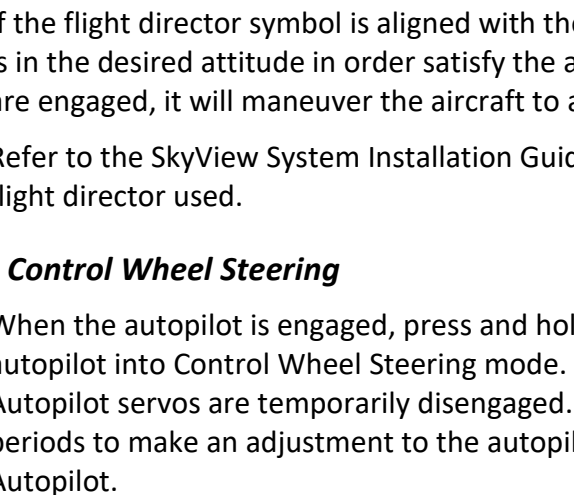 f the flight director symbol is aligned with the
s in the desired attitude in order satisfy the a
are engaged, it will maneuver the aircraft to a
Refer to the SkyView System Installation Guid
light director used.
Control Wheel Steering
When the autopilot is engaged, press and hol
autopilot into Control Wheel Steering mode.
Autopilot servos are temporarily disengaged.
periods to make an adjustment to the autopil
Autopilot.